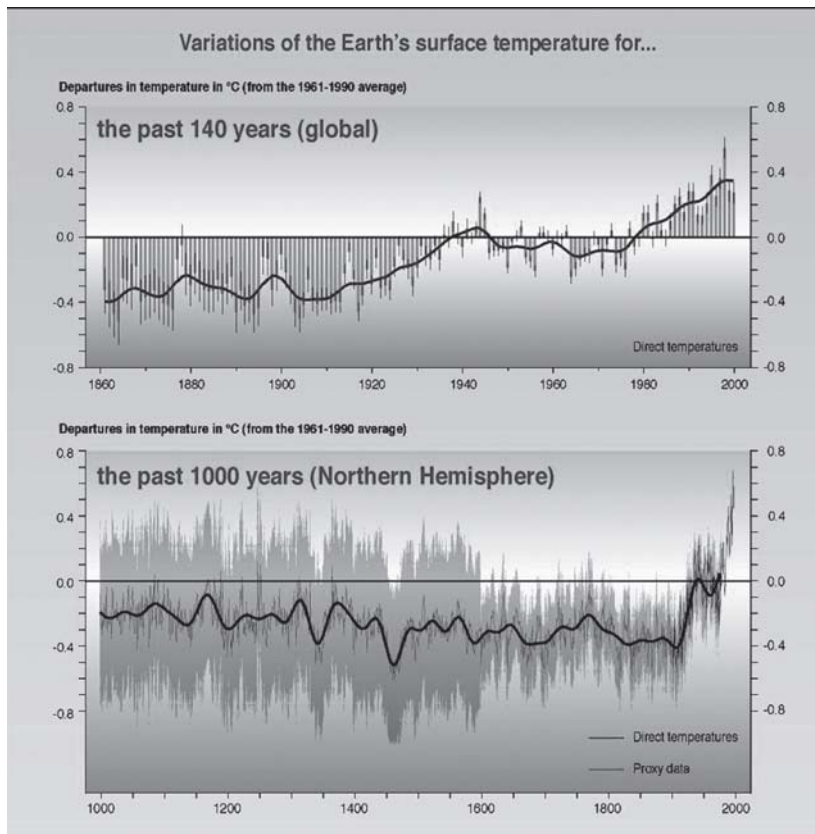 Variations of the Earth's surface temperature for...
Departures in temperature in °C (from the 1961-1990 average)
the past 140 years (global)
0.8 0.8
0.4 0.4
0.0 0.0
-0.4 -0.4
-0.8 -0.8
Direct temperatures
1860 1880 1900 1920 1940 1960 1980 2000
Departures in temperature in °C (from the 1961-1990 average)
the past 1000 years (Northern Hemisphere)
0.8 0.8
0.4 0.4
0.0 0.0
-0.4 -0.4
-0.8 -0.8
Direct temperatures
Proxy data
1000 1200 1400 1600 1800 2000